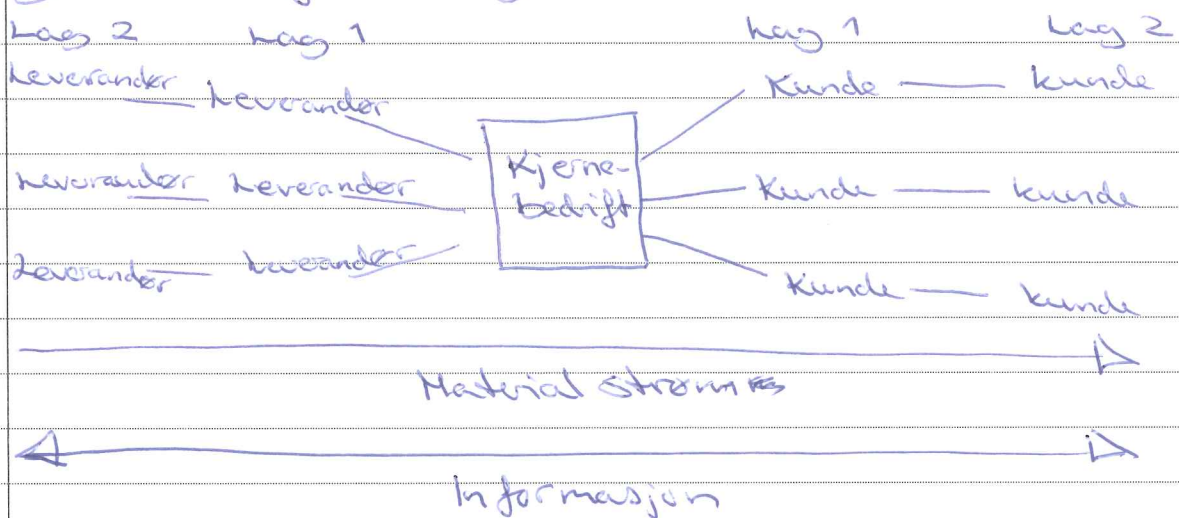 Lag 2 Lag 1 Lag 1 Lag 2
Leverandør Leverandør Kunde kunde
Leverandør Leverandør Kjerne-bedrift Kunde kunde
Leverandør Leverandør Kunde kunde
Material strøm
Informasjon